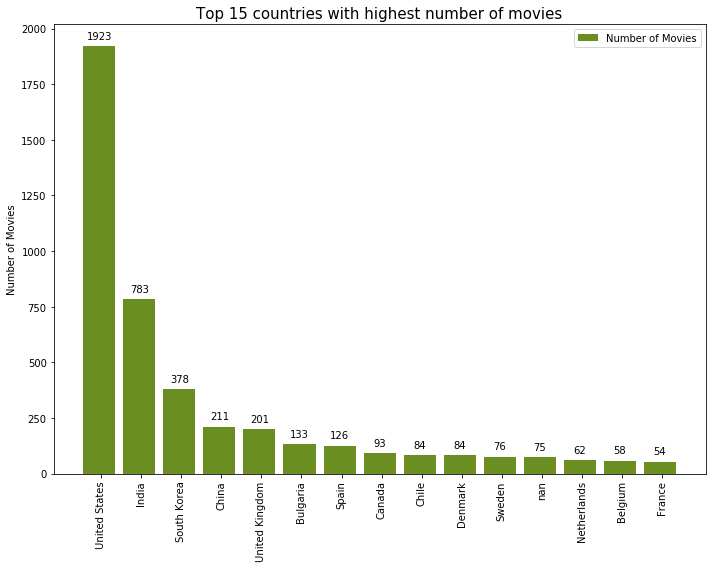 Top 15 countries with highest number of movies
Number of Movies
Number of Movies
2000
1750
1500
1250
1000
750
500
250
0
1923
783
378
211
201
133
126
93
84
84
76
75
62
58
54
United States
India
South Korea
China
United Kingdom
Bulgaria
Spain
Canada
Chile
Denmark
Sweden
nan
Netherlands
Belgium
France